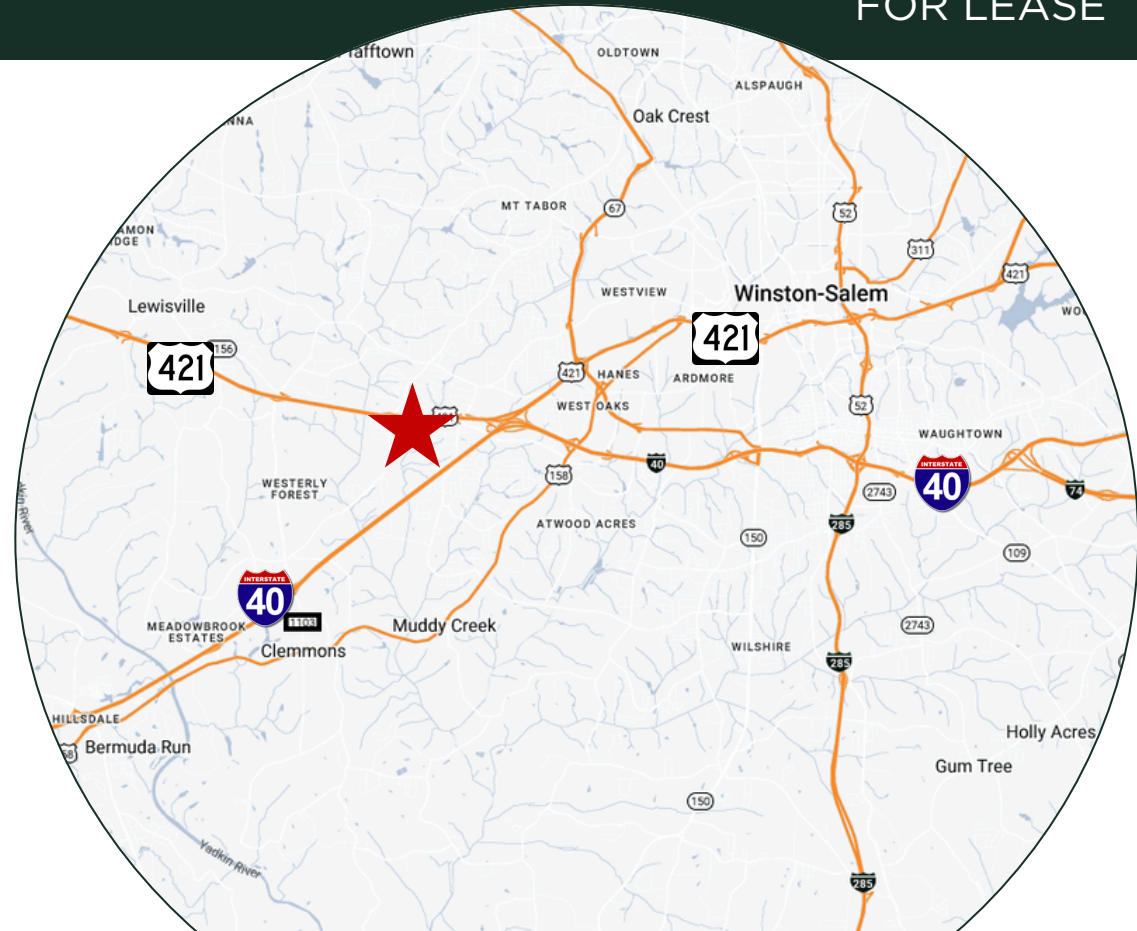 FOR LEASE
OLDTOWN
ALSPAUGH
Oak Crest
MT TABOR
67
52
311
421
WESTVIEW
Winston-Salem
Lewisville
421
156
421
421
HANES
ARDMORE
WEST OAKS
52
WAUGHTOWN
40
INTERSTATE
40
74
158
2743
WESTERLY
FOREST
ATWOOD ACRES
285
150
109
INTERSTATE
40
1103
MEADOWBROOK
ESTATES
Muddy Creek
2743
Clemmons
WILSHIRE
285
HILLSDALE
Bermuda Run
Holly Acres
Gum Tree
150
Yadkin River
285